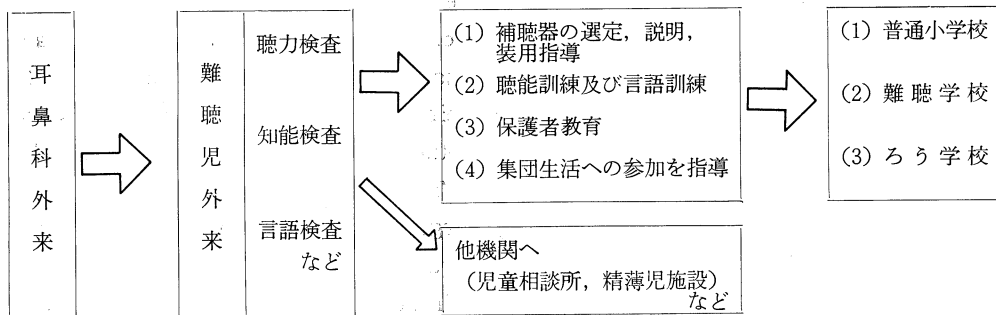 耳鼻科外来
難聴児外来
聴力検査
知能検査
言語検査
など
(1) 補聴器の選定，説明，
装用指導
(2) 聴能訓練及び言語訓練
(3) 保護者教育
(4) 集団生活への参加を指導
他機関へ
（児童相談所，精薄児施設）
など
(1) 普通小学校
(2) 難聴学校
(3) ろう学校